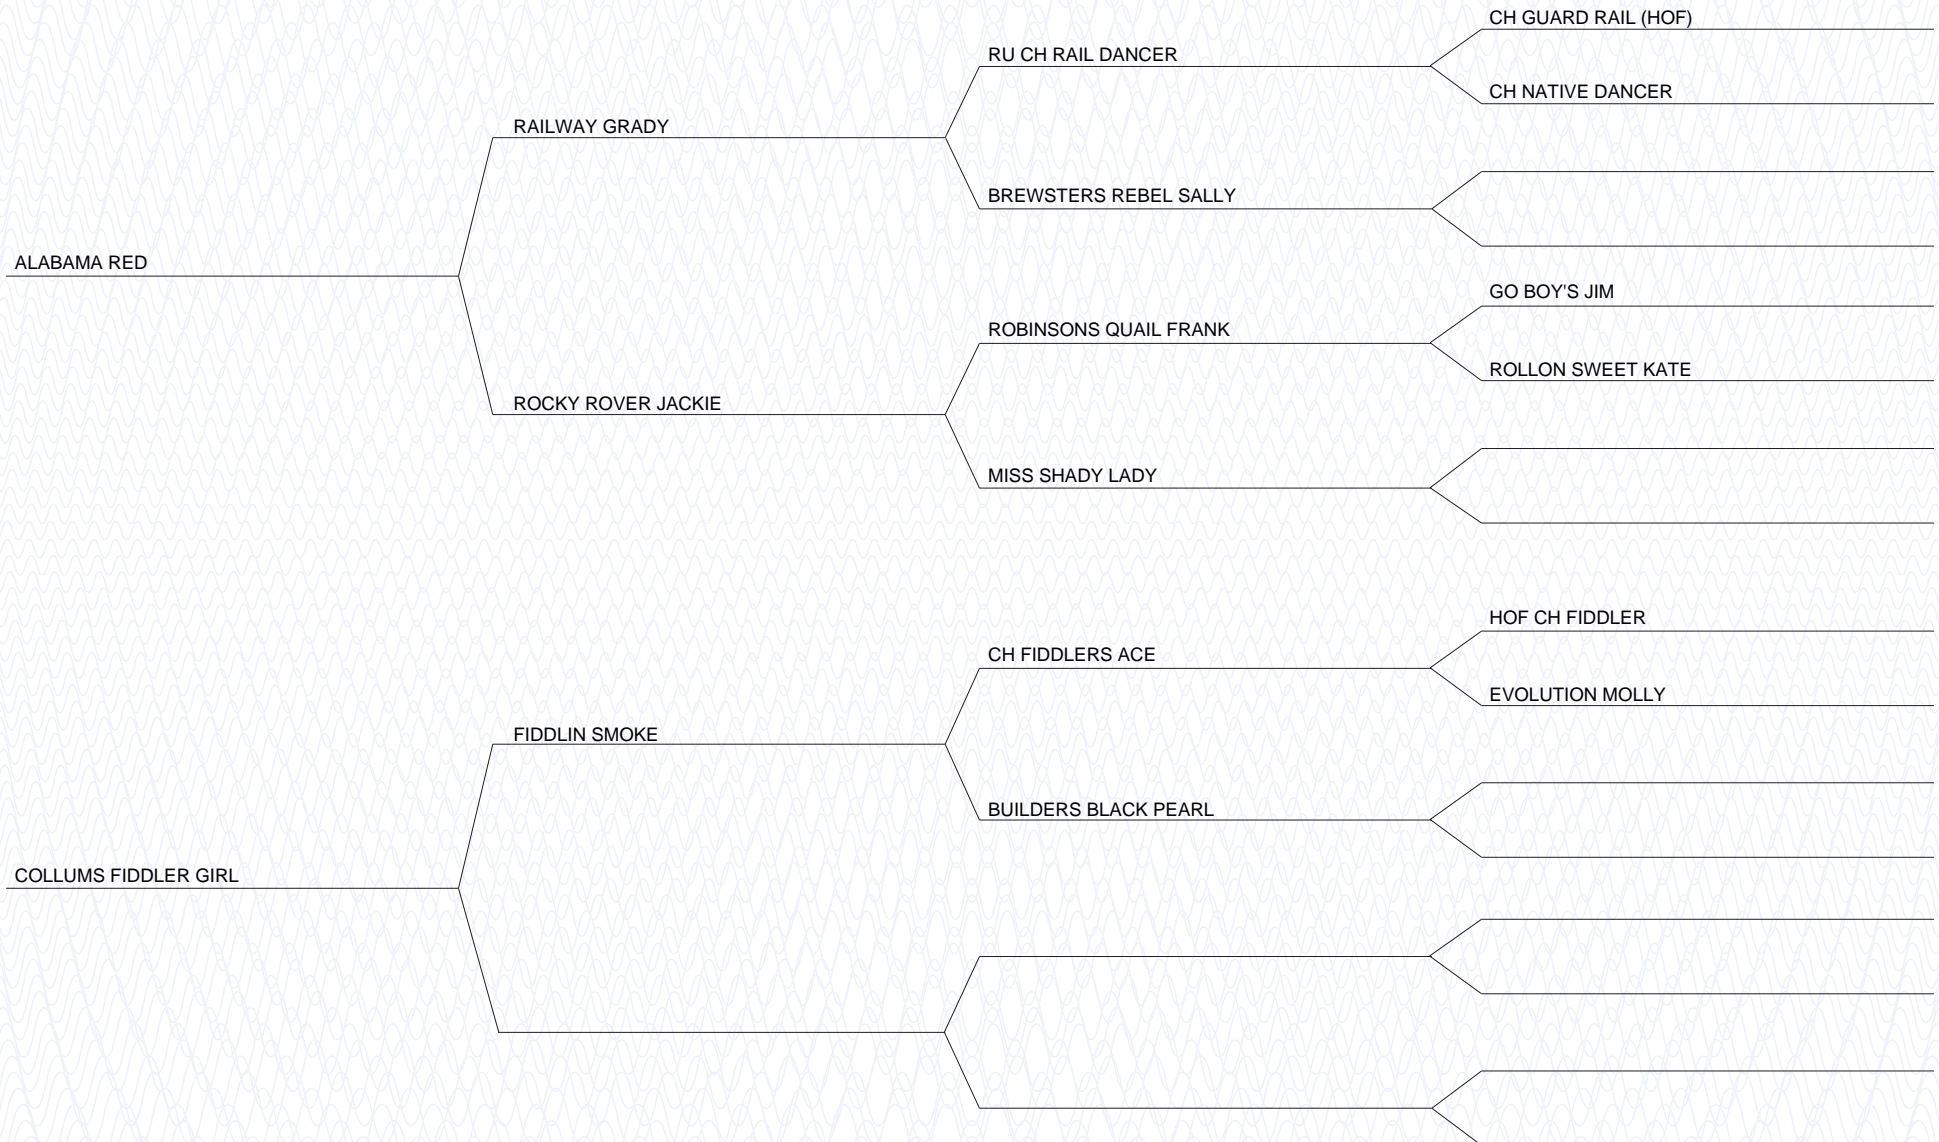 CH GUARD RAIL (HOF)
RU CH RAIL DANCER
CH NATIVE DANCER
RAILWAY GRADY
BREWSTERS REBEL SALLY
ALABAMA RED
GO BOY'S JIM
ROBINSONS QUAIL FRANK
ROLLON SWEET KATE
ROCKY ROVER JACKIE
MISS SHADY LADY
HOF CH FIDDLER
CH FIDDLERS ACE
EVOLUTION MOLLY
FIDDLIN SMOKE
BUILDERS BLACK PEARL
COLLUMS FIDDLER GIRL